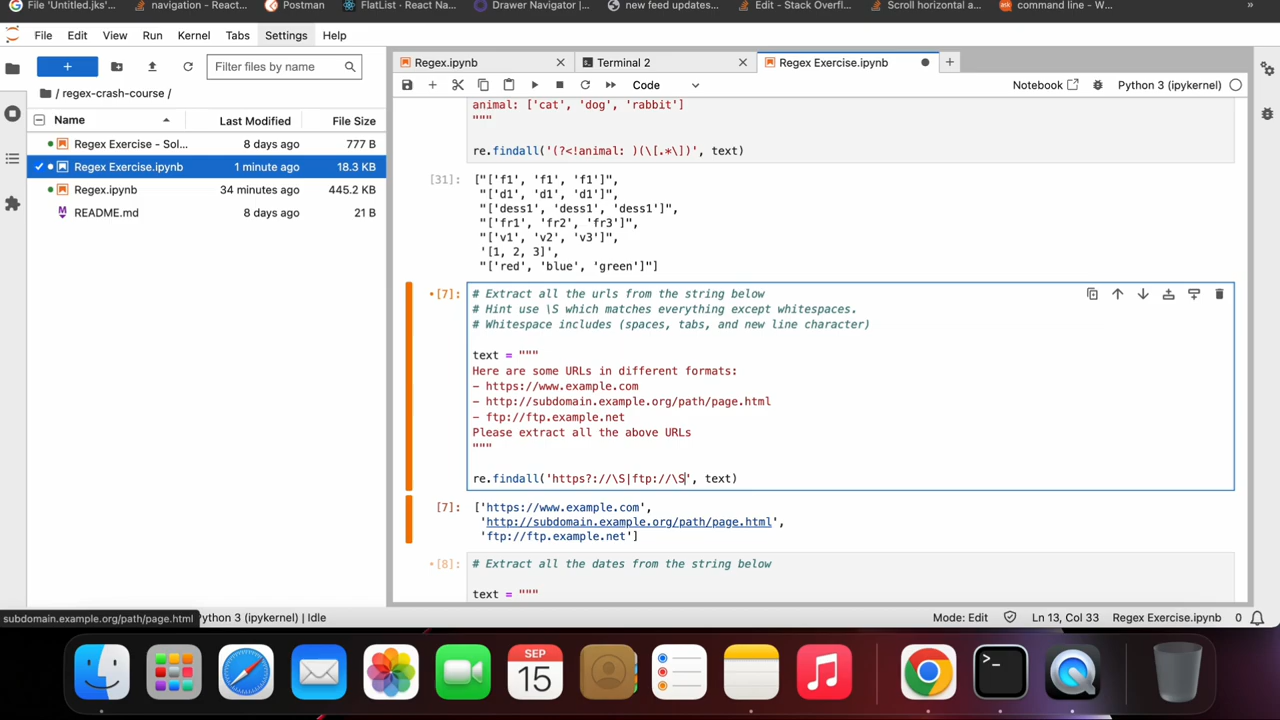 File 'Untitled.jks'...
navigation - React...
Postman
FlatList · React Na...
Drawer Navigator |...
new feed updates...
Edit - Stack Overfl...
Scroll horizontal a...
command line - W...
»
File Edit View Run Kernel Tabs Settings Help
+
Filter files by name
/ regex-crash-course /
Name Last Modified File Size
Regex Exercise - Sol... 8 days ago 777 B
Regex Exercise.ipynb 1 minute ago 18.3 KB
Regex.ipynb 34 minutes ago 445.2 KB
README.md 8 days ago 21 B
Regex.ipynb
Terminal 2
Regex Exercise.ipynb
Code
Notebook
Python 3 (ipykernel)
animal: ['cat', 'dog', 'rabbit']
"""
re.findall('(?<!animal: )(\[.*\])', text)
[31]: ["['f1', 'f1', 'f1']",
"['d1', 'd1', 'd1']",
"['dess1', 'dess1', 'dess1']",
"['fr1', 'fr2', 'fr3']",
"['v1', 'v2', 'v3']",
'[1, 2, 3]',
"['red', 'blue', 'green']"]
[7]: # Extract all the urls from the string below
# Hint use \S which matches everything except whitespaces.
# Whitespace includes (spaces, tabs, and new line character)
text = """
Here are some URLs in different formats:
- https://www.example.com
- http://subdomain.example.org/path/page.html
- ftp://ftp.example.net
Please extract all the above URLs
"""
re.findall('https?://\S|ftp://\S', text)
[7]: ['https://www.example.com',
'http://subdomain.example.org/path/page.html',
'ftp://ftp.example.net']
[8]: # Extract all the dates from the string below
text = """
subdomain.example.org/path/page.html
ython 3 (ipykernel) | Idle
Mode: Edit
Ln 13, Col 33
Regex Exercise.ipynb
0
SEP
15
>_